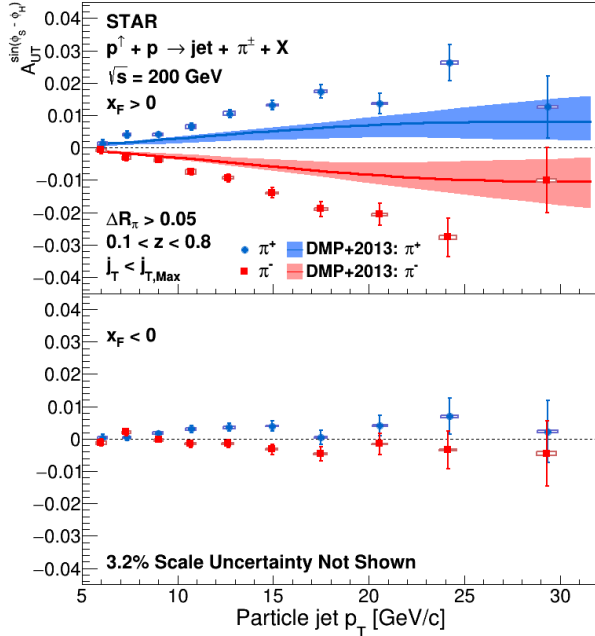 A_UT^sin(ϕ_S - ϕ_H)
STAR
p↑ + p → jet + π± + X
√s = 200 GeV
x_F > 0
0.04
0.03
0.02
0.01
0
−0.01
−0.02
−0.03
−0.04
ΔR_π > 0.05
0.1 < z < 0.8
j_T < j_T,Max
π+ DMP+2013: π+
π- DMP+2013: π-
x_F < 0
0.04
0.03
0.02
0.01
0
−0.01
−0.02
−0.03
−0.04
3.2% Scale Uncertainty Not Shown
5 10 15 20 25 30
Particle jet p_T [GeV/c]